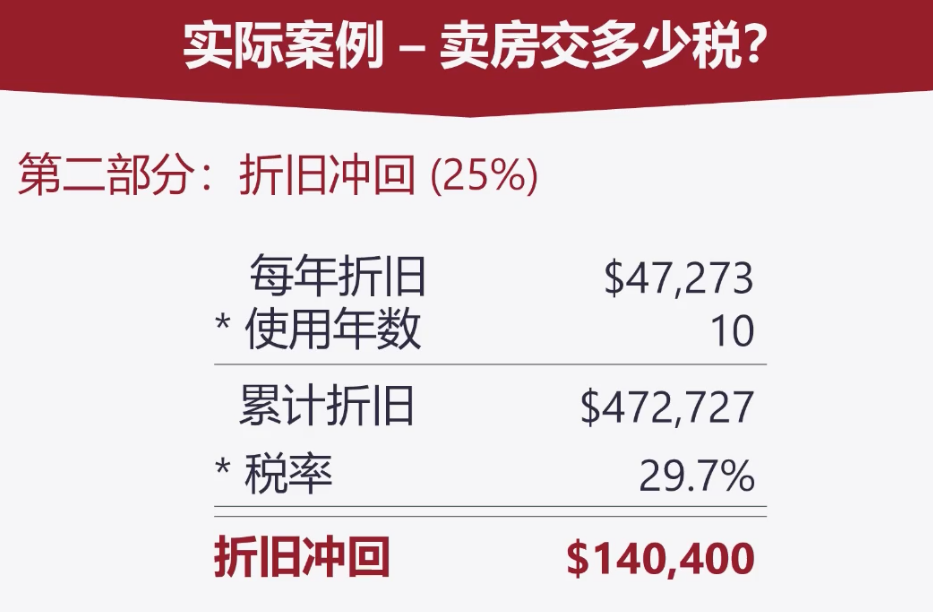 实际案例 – 卖房交多少税?
第二部分：折旧冲回 (25%)
每年折旧 $47,273
* 使用年数 10
累计折旧 $472,727
* 税率 29.7%
折旧冲回 $140,400